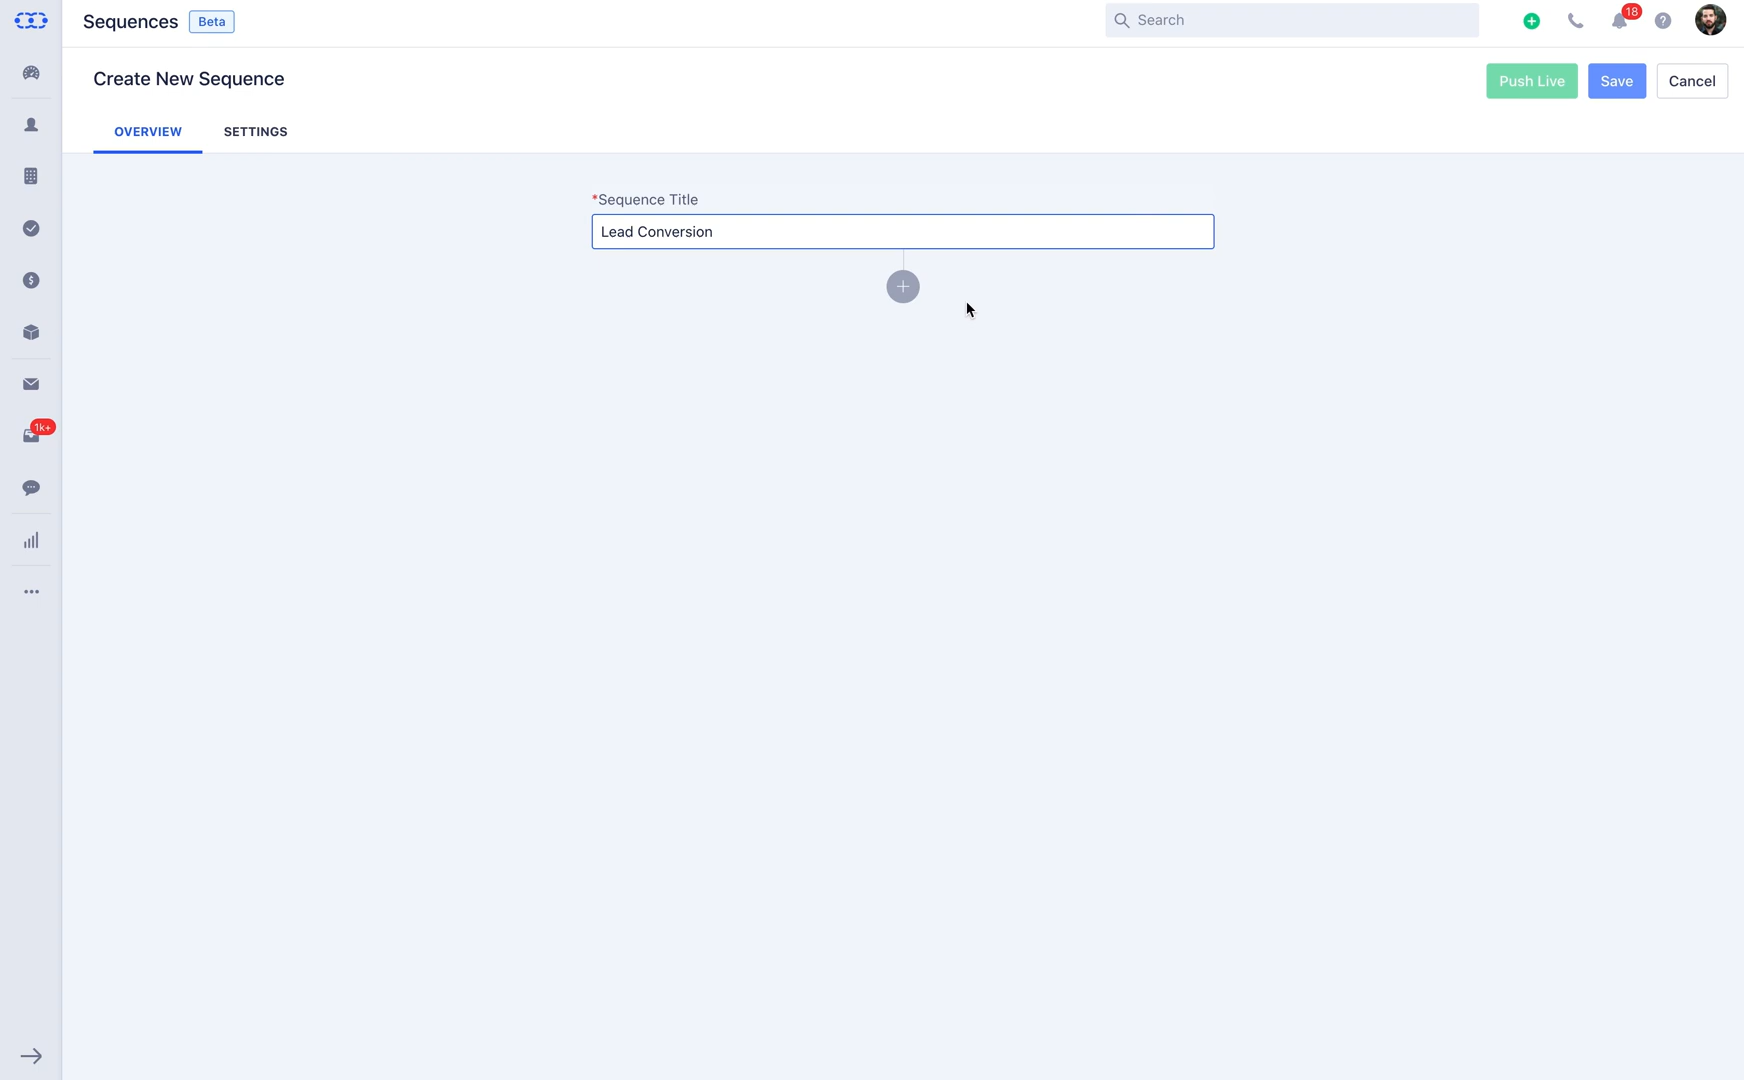 Sequences Beta
Search
18
Create New Sequence
Push Live
Save
Cancel
OVERVIEW
SETTINGS
*Sequence Title
Lead Conversion
1k+